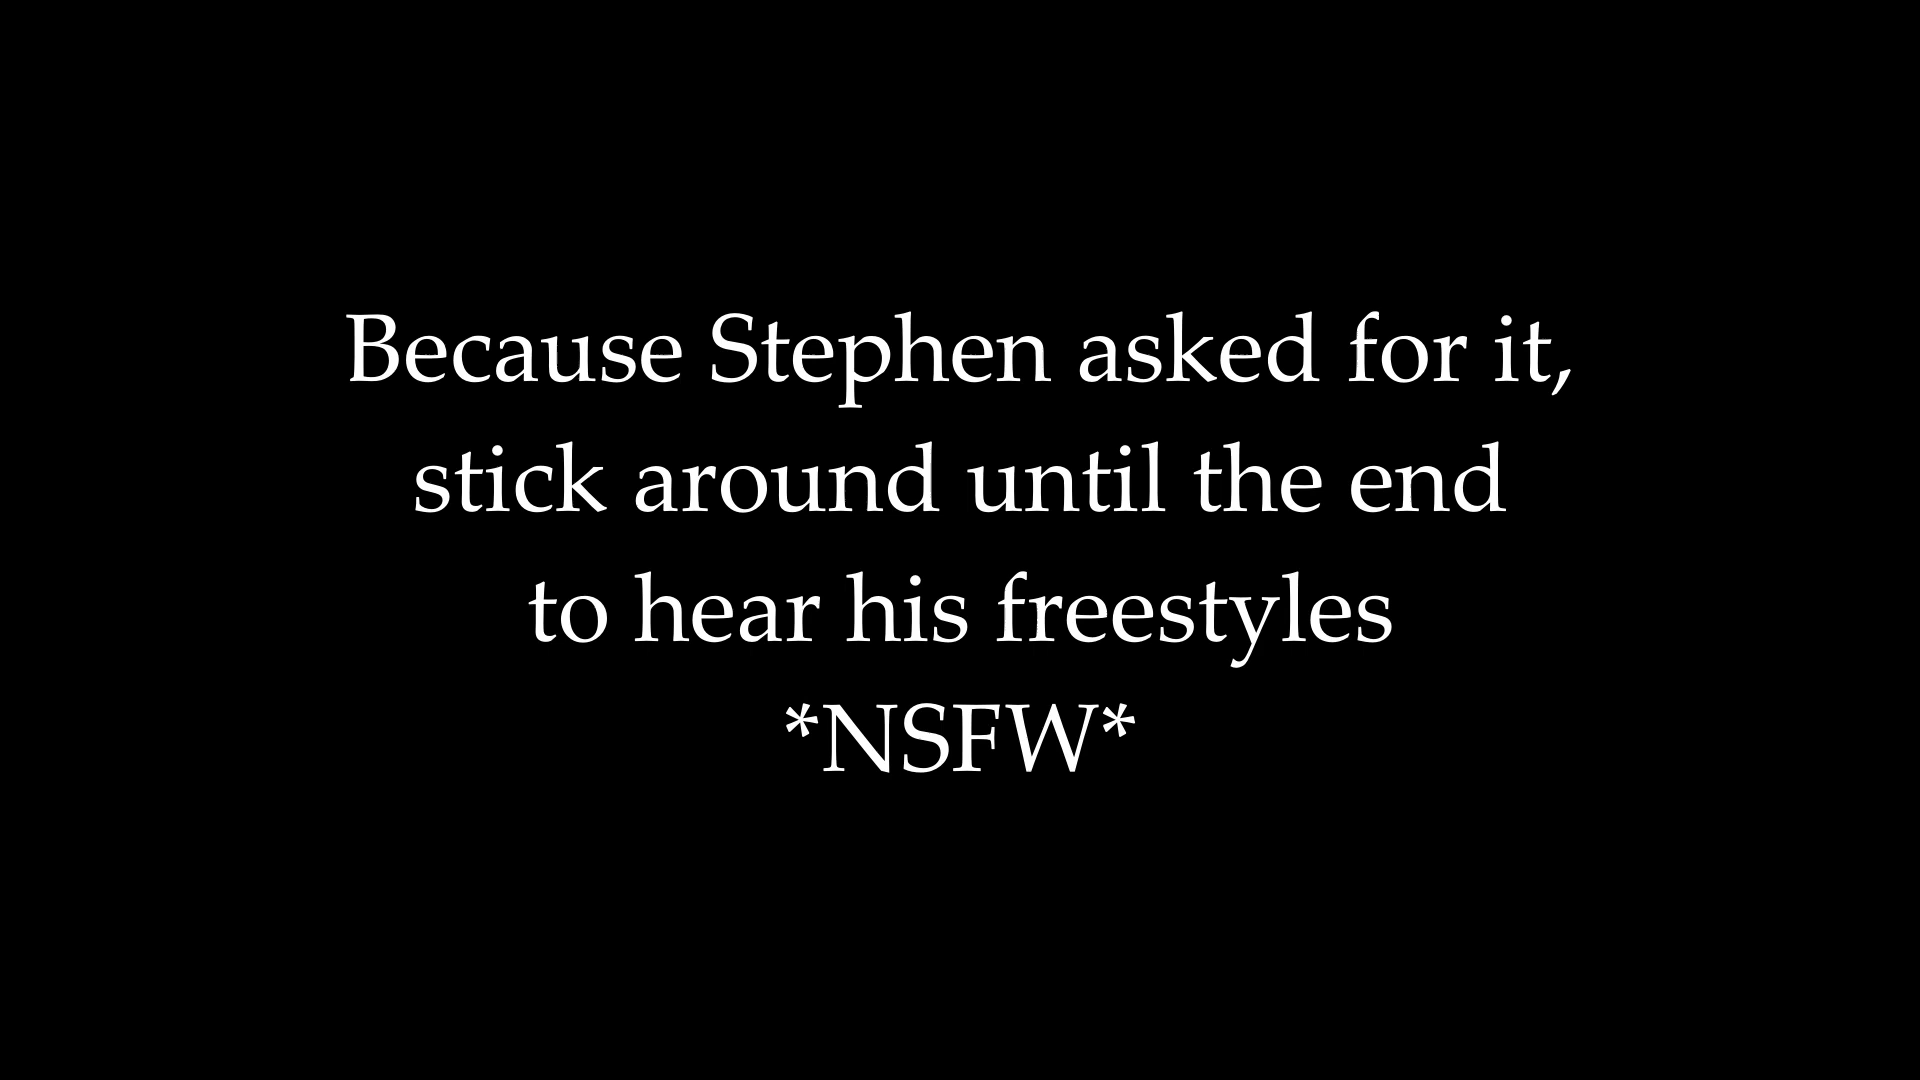 Because Stephen asked for it,
stick around until the end
to hear his freestyles
*NSFW*